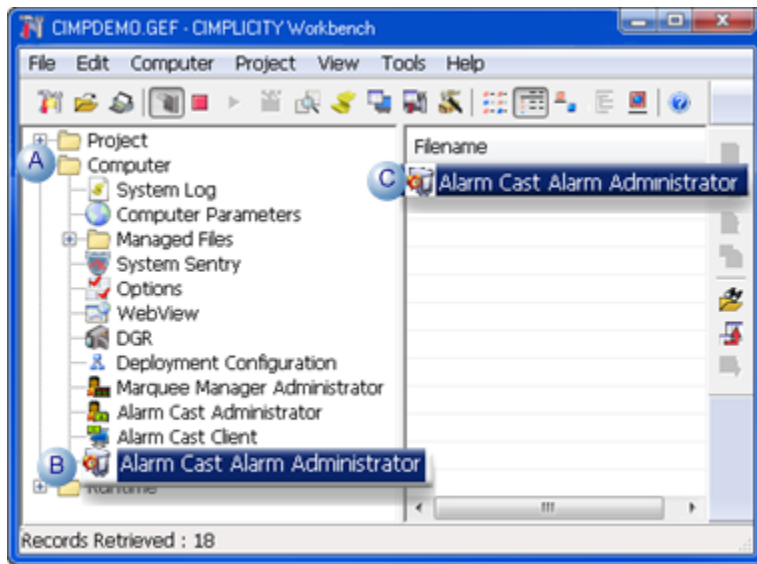 CIMPDEMO.GEF - CIMPLICITY Workbench
File Edit Computer Project View Tools Help
Project
A
Computer
System Log
Computer Parameters
Managed Files
System Sentry
Options
WebView
DGR
Deployment Configuration
Marquee Manager Administrator
Alarm Cast Administrator
Alarm Cast Client
B
Alarm Cast Alarm Administrator
Runtime
Filename
C
Alarm Cast Alarm Administrator
Records Retrieved : 18